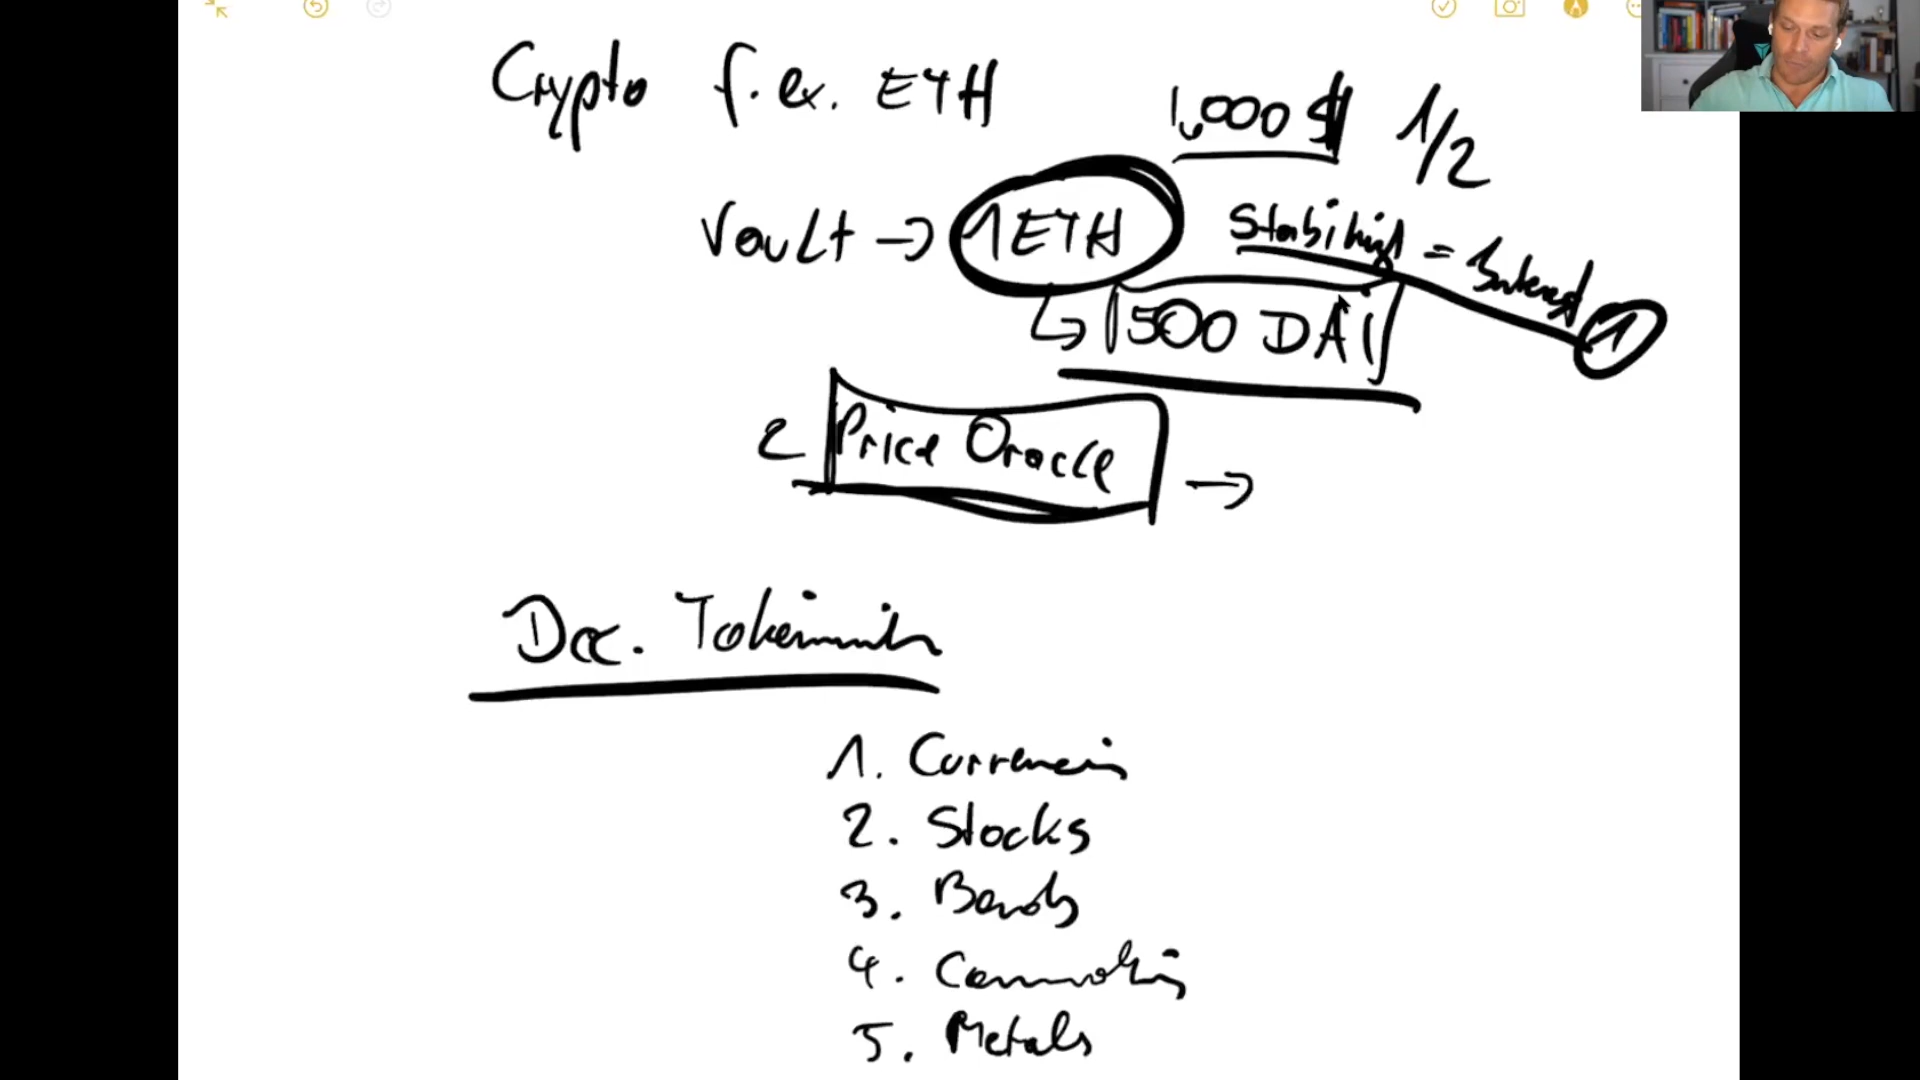 Crypto f. ex. ETH
1,000 $ 1/2
Vault → 1 ETH
Stability = Interest 1
↳ 500 DAI
2 Price Oracle →
Dec.
1. Currencies
2. Stocks
3. Bonds
4. Commodities
5. Metals